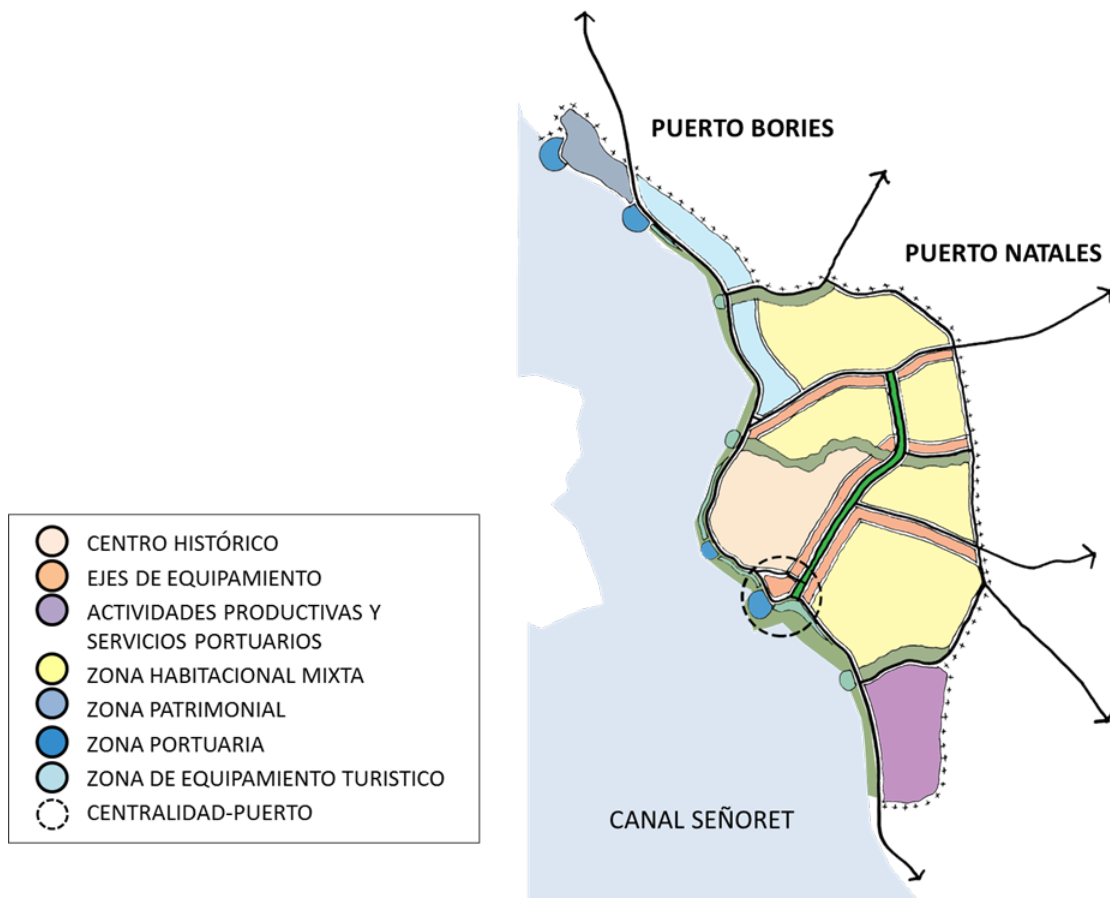 PUERTO BORIES
PUERTO NATALES
CENTRO HISTÓRICO
EJES DE EQUIPAMIENTO
ACTIVIDADES PRODUCTIVAS Y
SERVICIOS PORTUARIOS
ZONA HABITACIONAL MIXTA
ZONA PATRIMONIAL
ZONA PORTUARIA
ZONA DE EQUIPAMIENTO TURISTICO
CENTRALIDAD-PUERTO
CANAL SEÑORET